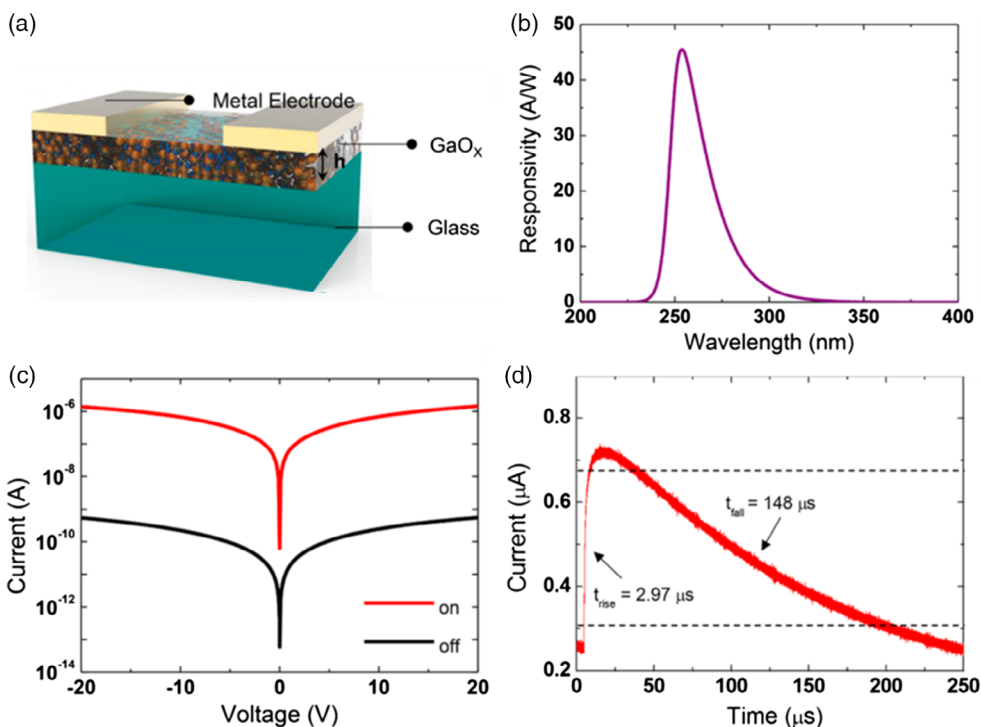 (a)
Metal Electrode
GaOₓ
h
Glass
(b)
Responsivity (A/W)
50
40
30
20
10
0
200 250 300 350 400
Wavelength (nm)
(c)
Current (A)
10⁻⁶
10⁻⁸
10⁻¹⁰
10⁻¹²
10⁻¹⁴
on
off
-20 -10 0 10 20
Voltage (V)
(d)
Current (μA)
0.8
0.6
0.4
0.2
t_fall = 148 μs
t_rise = 2.97 μs
0 50 100 150 200 250
Time (μs)